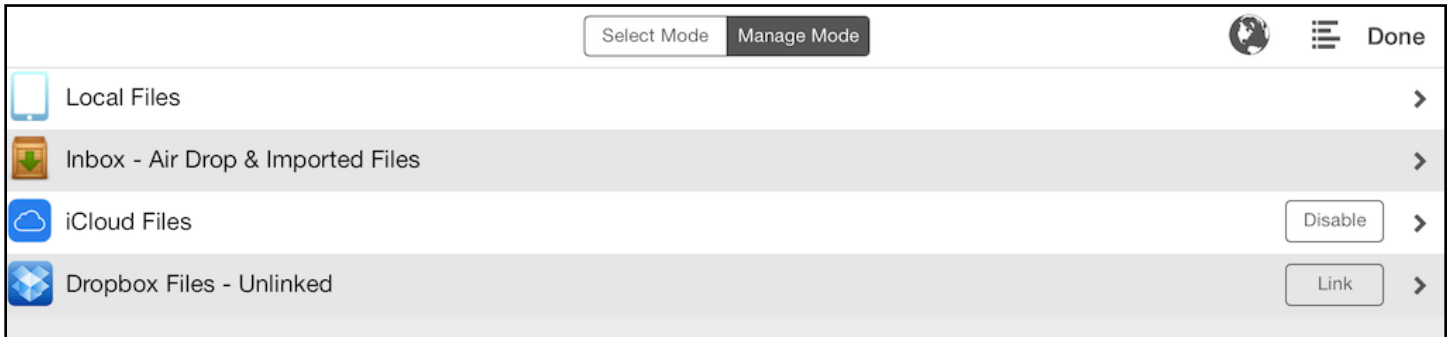 Select Mode Manage Mode Done
Local Files
Inbox - Air Drop & Imported Files
iCloud Files Disable
Dropbox Files - Unlinked Link